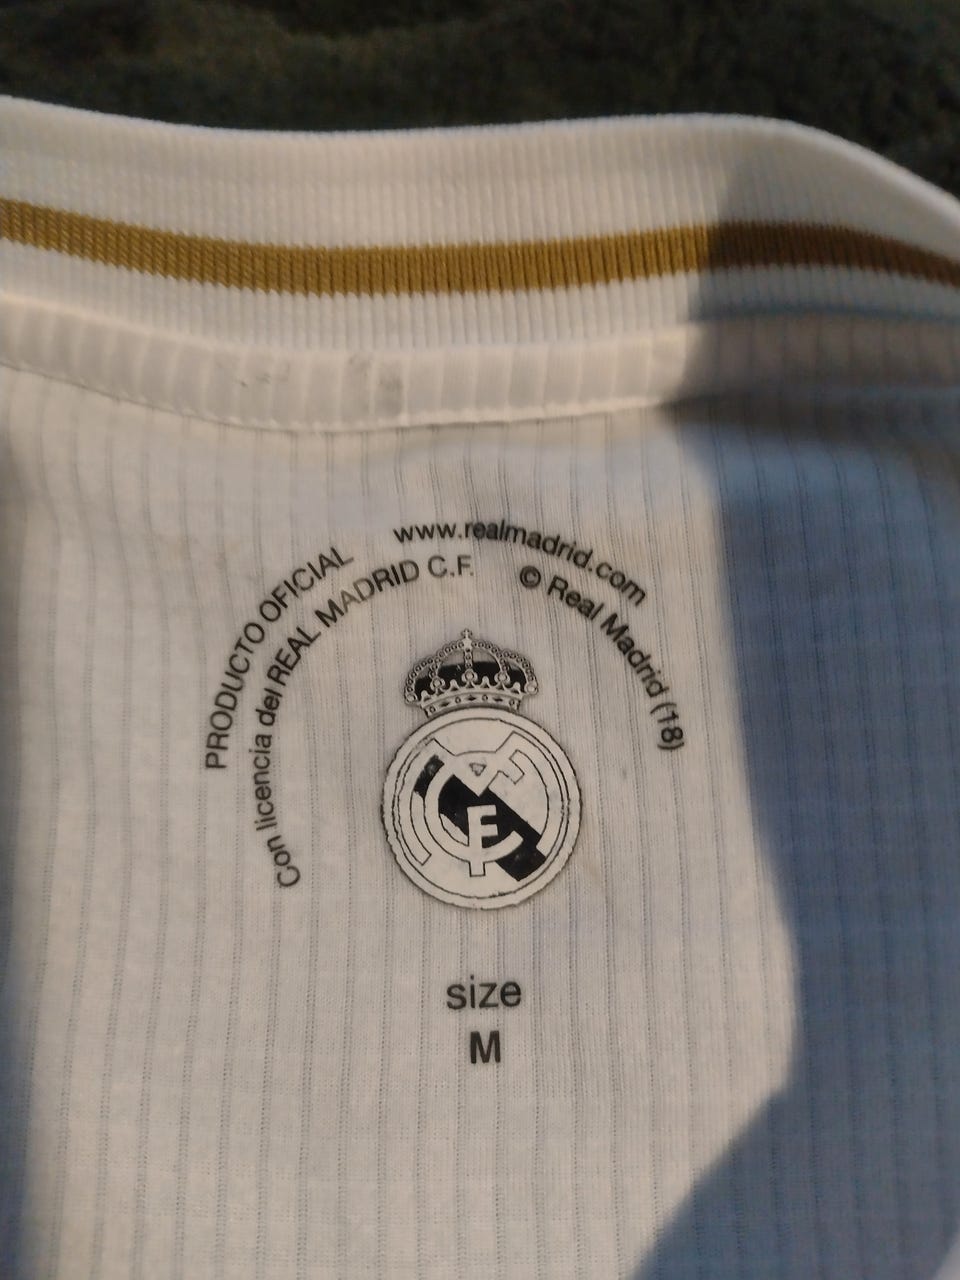 PRODUCTO OFICIAL
Con licencia del REAL MADRID C.F.
www.realmadrid.com
© Real Madrid (18)
size
M